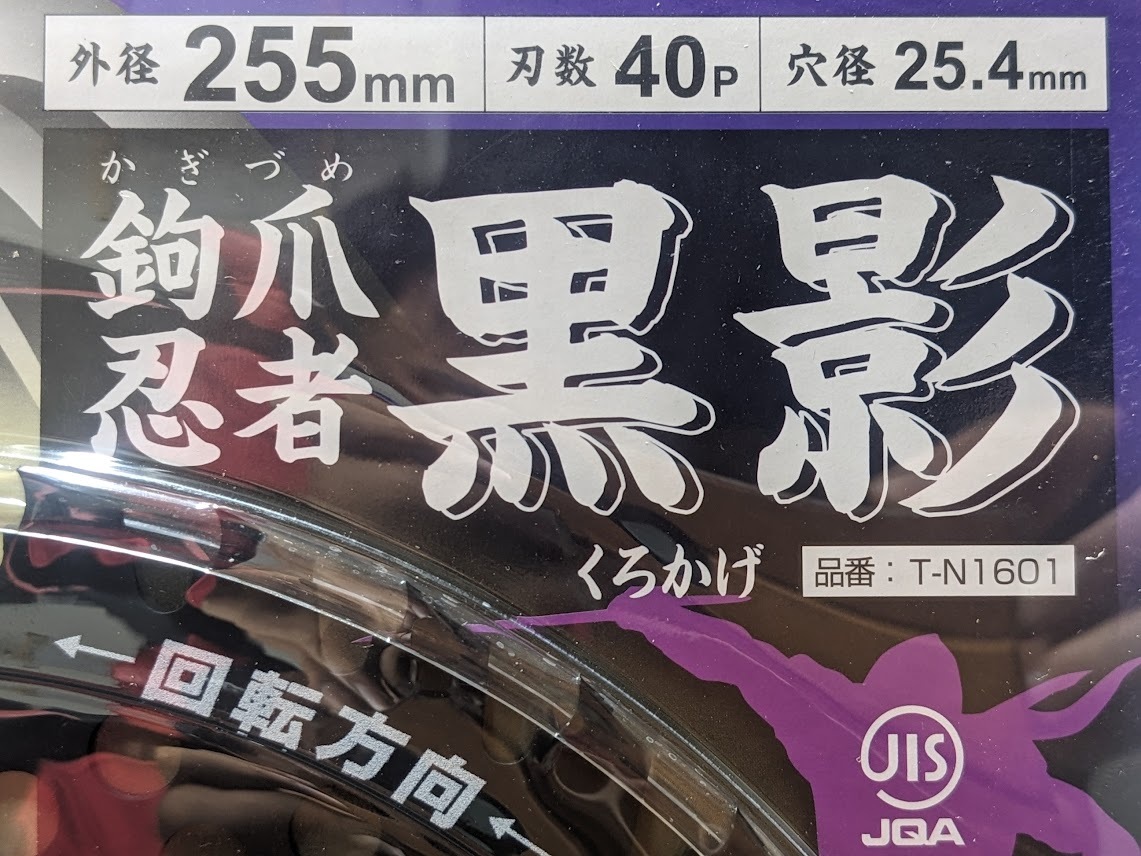 外径 255mm 刃数 40P 穴径 25.4mm
かぎづめ
鉤爪
忍者
黒影
くろかげ
品番：T-N1601
回転方向
JIS
JQA